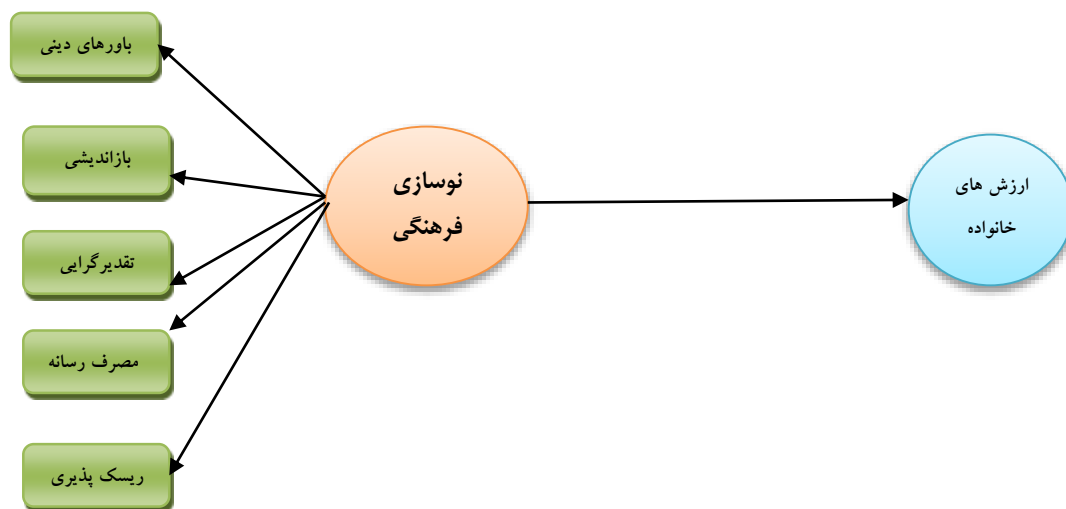 باورهای دینی
بازاندیشی
تقدیرگرایی
مصرف رسانه
ریسک پذیری
نوسازی
فرهنگی
ارزش های
خانواده